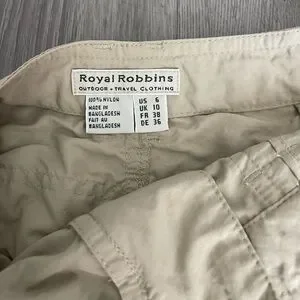 Royal Robbins
OUTDOOR + TRAVEL CLOTHING
100% NYLON
MADE IN
BANGLADESH
FAIT AU
BANGLADESH
US 6
UK 10
FR 38
DE 36